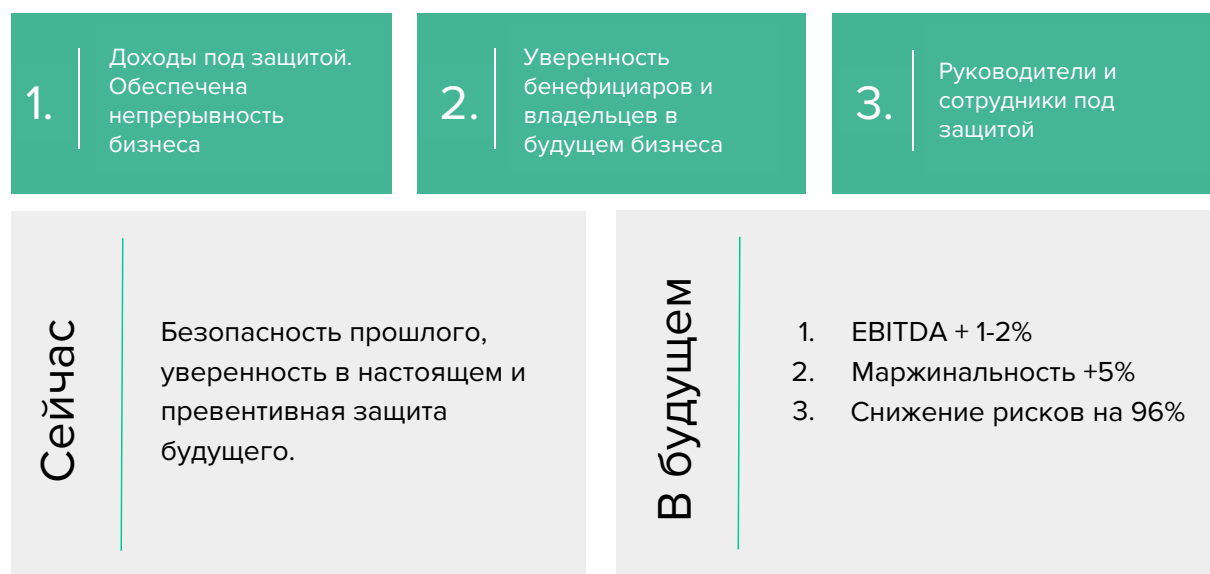 1.
Доходы под защитой.
Обеспечена
непрерывность
бизнеса
2.
Уверенность
бенефициаров и
владельцев в
будущем бизнеса
3.
Руководители и
сотрудники под
защитой
Сейчас
Безопасность прошлого,
уверенность в настоящем и
превентивная защита
будущего.
В будущем
1. EBITDA + 1-2%
2. Маржинальность +5%
3. Снижение рисков на 96%